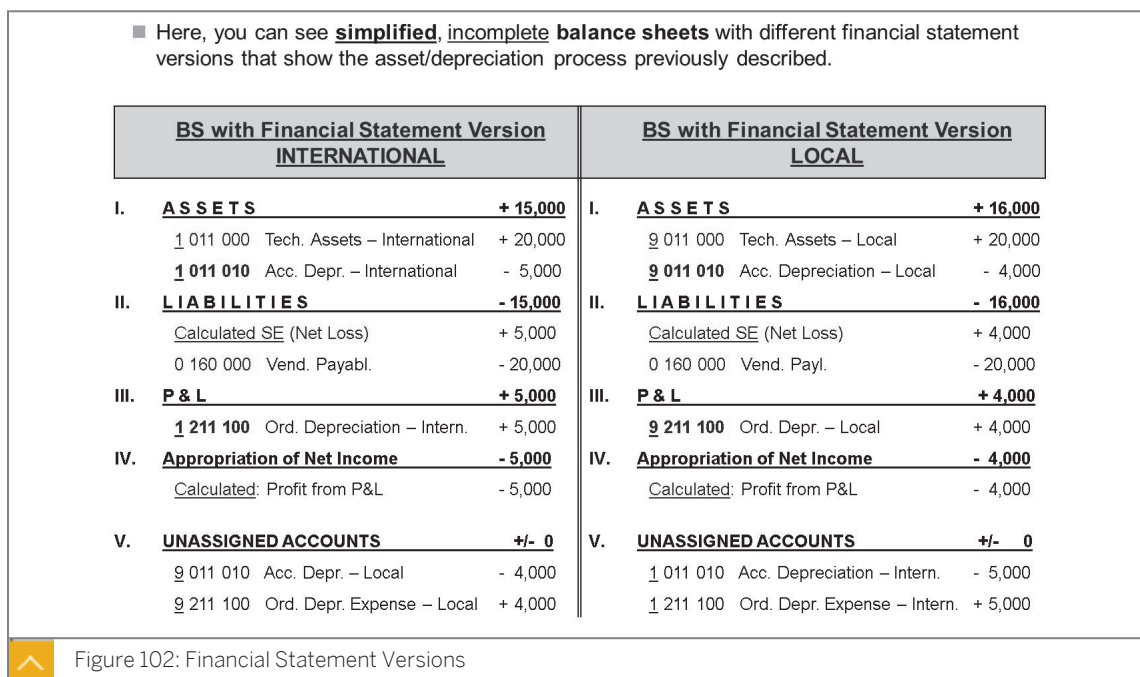 Here, you can see simplified, incomplete balance sheets with different financial statement
versions that show the asset/depreciation process previously described.
BS with Financial Statement Version
INTERNATIONAL
BS with Financial Statement Version
LOCAL
I. ASSETS + 15,000
1 011 000 Tech. Assets – International + 20,000
1 011 010 Acc. Depr. – International - 5,000
II. LIABILITIES - 15,000
Calculated SE (Net Loss) + 5,000
0 160 000 Vend. Payabl. - 20,000
III. P & L + 5,000
1 211 100 Ord. Depreciation – Intern. + 5,000
IV. Appropriation of Net Income - 5,000
Calculated: Profit from P&L - 5,000
V. UNASSIGNED ACCOUNTS +/- 0
9 011 010 Acc. Depr. – Local - 4,000
9 211 100 Ord. Depr. Expense – Local + 4,000
I. ASSETS + 16,000
9 011 000 Tech. Assets – Local + 20,000
9 011 010 Acc. Depreciation – Local - 4,000
II. LIABILITIES - 16,000
Calculated SE (Net Loss) + 4,000
0 160 000 Vend. Payl. - 20,000
III. P & L + 4,000
9 211 100 Ord. Depr. – Local + 4,000
IV. Appropriation of Net Income - 4,000
Calculated: Profit from P&L - 4,000
V. UNASSIGNED ACCOUNTS +/- 0
1 011 010 Acc. Depreciation – Intern. - 5,000
1 211 100 Ord. Depr. Expense – Intern. + 5,000
Figure 102: Financial Statement Versions